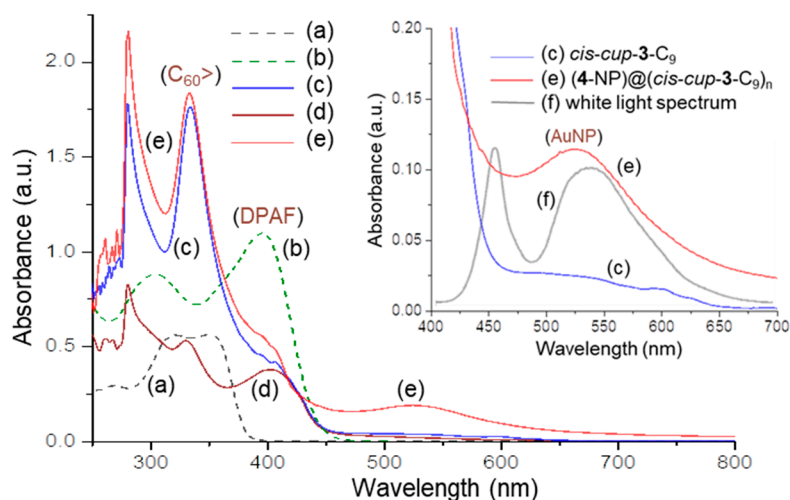 (a)
(b)
(c)
(d)
(e)
(C60>)
(DPAF)
(e)
(c)
(b)
(a)
(d)
(e)
2.0
1.5
1.0
0.5
0.0
Absorbance (a.u.)
300 400 500 600 700 800
Wavelength (nm)
(c) cis-cup-3-C9
(e) (4-NP)@(cis-cup-3-C9)n
(f) white light spectrum
(AuNP)
(e)
(f)
(c)
0.20
0.15
0.10
0.05
0.00
Absorbance (a.u.)
400 450 500 550 600 650 700
Wavelength (nm)